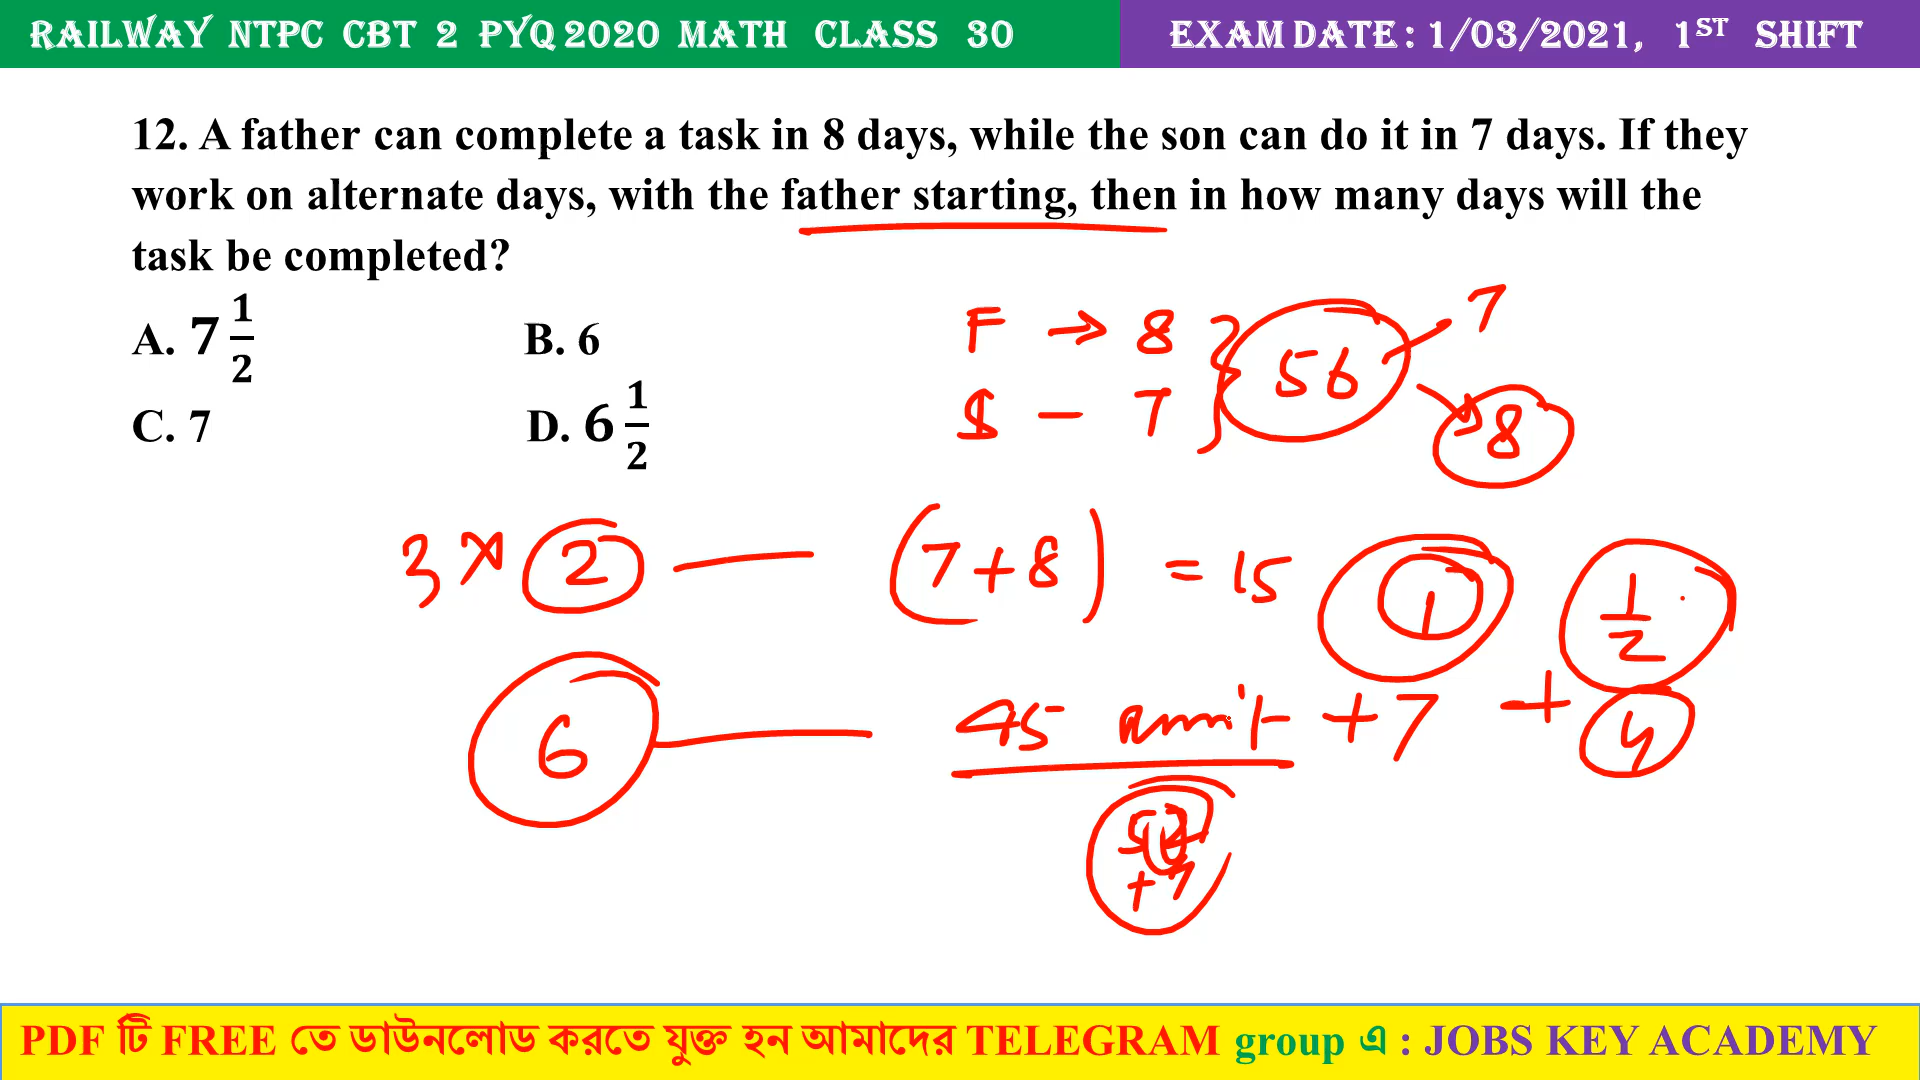 RAILWAY NTPC CBT 2 PYQ 2020 MATH CLASS 30
EXAM DATE : 1/03/2021, 1ST SHIFT
12. A father can complete a task in 8 days, while the son can do it in 7 days. If they
work on alternate days, with the father starting, then in how many days will the
task be completed?
A. 7 1/2
B. 6
C. 7
D. 6 1/2
F → 8
S - 7
56
7
8
3 × 2 — (7+8) = 15
1
1/2
6 — 45 unit + 7 + 4
+7
PDF টি FREE তে ডাউনলোড করতে যুক্ত হন আমাদের TELEGRAM group এ : JOBS KEY ACADEMY